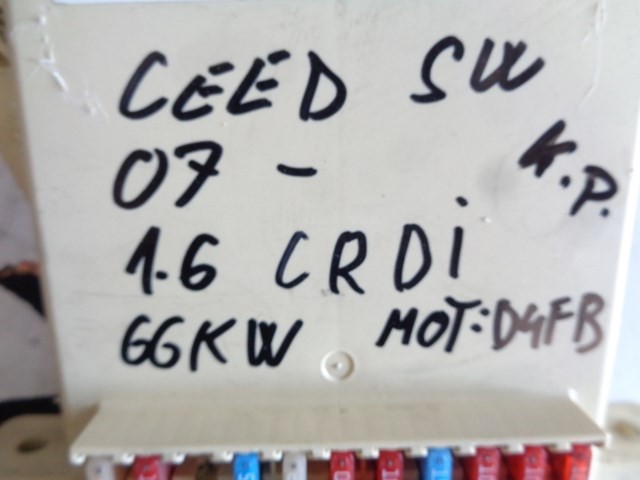 CEED SW
07 -
K.P.
1.6 CRDi
66KW MOT:D4FB